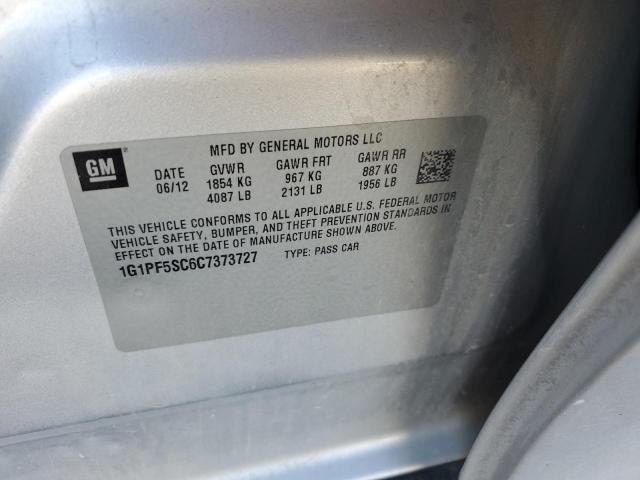 MFD BY GENERAL MOTORS LLC
GM DATE GVWR GAWR FRT GAWR RR
06/12 1854 KG 967 KG 887 KG
4087 LB 2131 LB 1956 LB
THIS VEHICLE CONFORMS TO ALL APPLICABLE U.S. FEDERAL MOTOR
VEHICLE SAFETY, BUMPER, AND THEFT PREVENTION STANDARDS IN
EFFECT ON THE DATE OF MANUFACTURE SHOWN ABOVE.
1G1PF5SC6C7373727 TYPE: PASS CAR